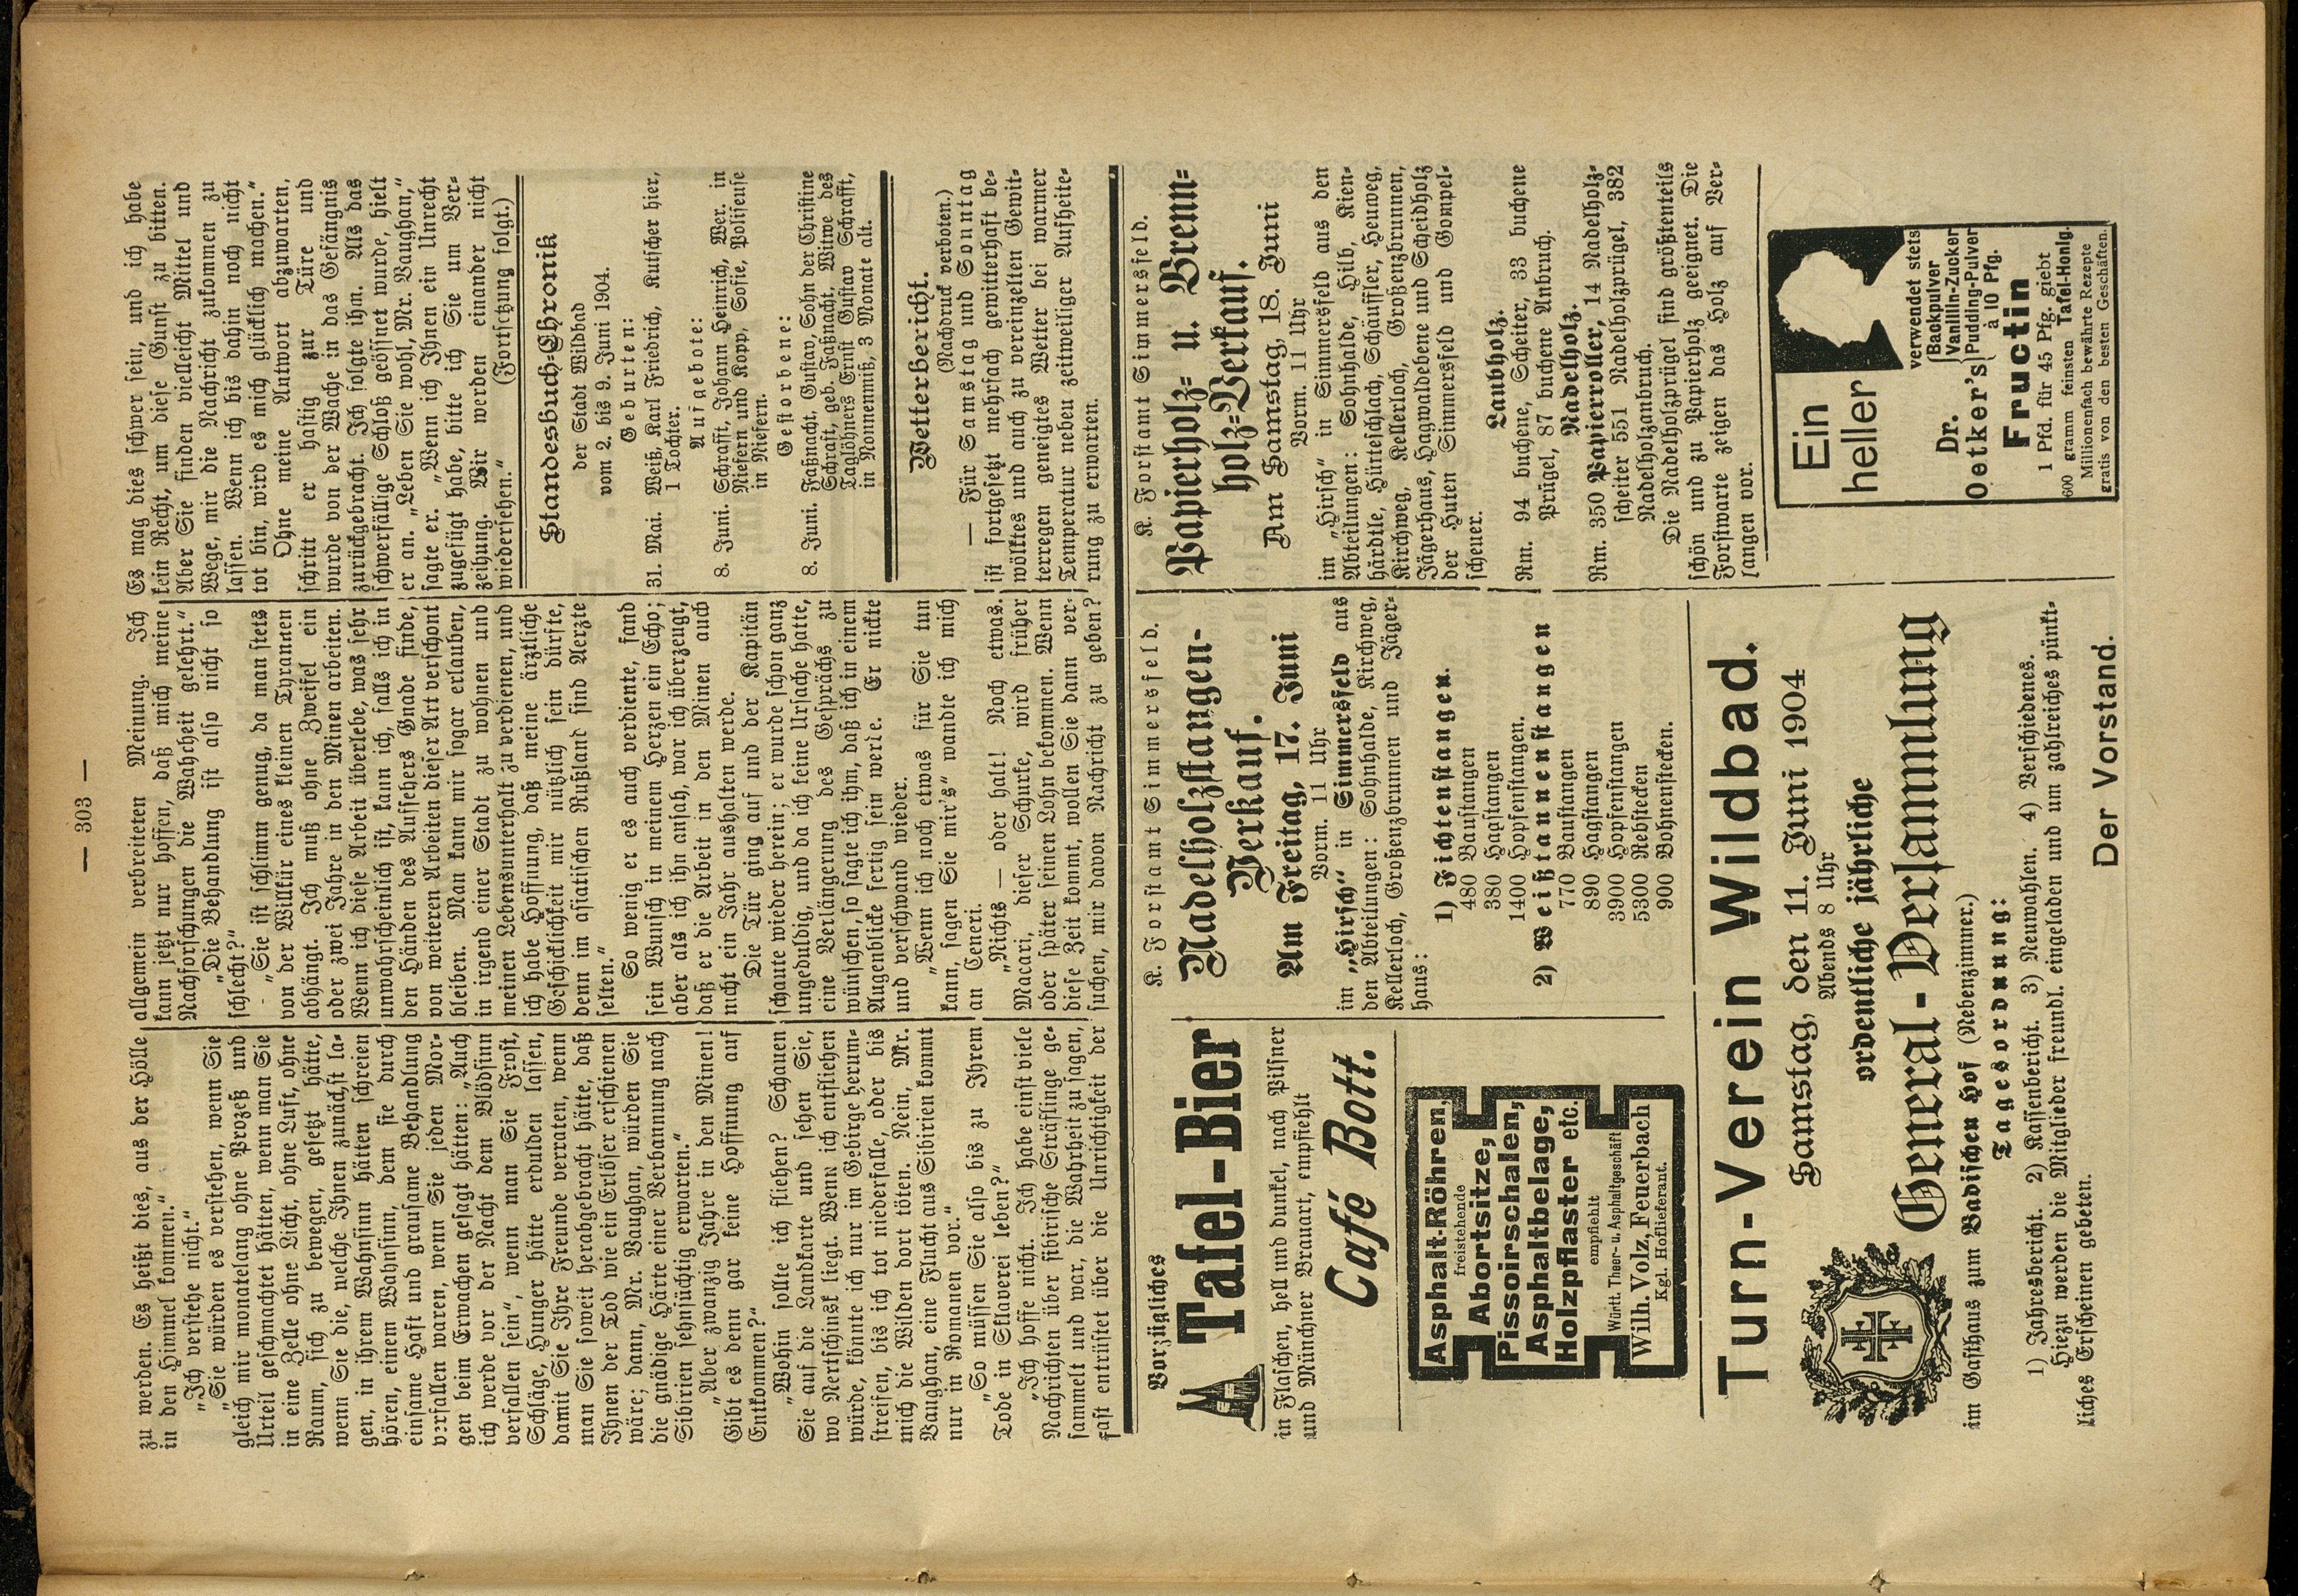 — 303 —
zu werden. Es heißt dies, aus der Hölle
in den Himmel kommen.“
„Ich verstehe nicht.“
„Sie würden es verstehen, wenn Sie
gleich mir monatelang ohne Prozeß und
Urteil geschmachtet hätten, wenn man Sie
in eine Zelle ohne Licht, ohne Luft, ohne
Raum, sich zu bewegen, gesetzt hätte,
wenn Sie die, welche Ihnen zunächst la-
gen, in ihrem Wahnsinn hätten schreien
hören, einem Wahnsinn, dem sie durch
einsame Haft und grausame Behandlung
verfallen waren, wenn Sie jeden Mor-
gen beim Erwachen gesagt hätten: „Auch
ich werde vor der Nacht dem Blödsinn
verfallen sein“, wenn man Sie Frost,
Schläge, Hunger hätte erdulden lassen,
damit Sie Ihre Freunde verraten, wenn
man Sie soweit herabgebracht hätte, daß
Ihnen der Tod wie ein Erlöser erschienen
wäre; dann, Mr. Vaughan, würden Sie
die gnädige Härte einer Verbannung nach
Sibirien sehnsüchtig erwarten.“
„Aber zwanzig Jahre in den Minen!
Gibt es denn gar keine Hoffnung auf
Entkommen?“
„Wohin sollte ich fliehen? Schauen
Sie auf die Landkarte und sehen Sie,
wo Nertschinsk liegt. Wenn ich entfliehen
würde, könnte ich nur im Gebirge herum-
streifen, bis ich tot niederfalle, oder bis
mich die Wilden dort töten. Nein, Mr.
Vaughan, eine Flucht aus Sibirien kommt
nur in Romanen vor.“
„So müssen Sie also bis zu Ihrem
Tode in Sklaverei leben?“
„Ich hoffe nicht. Ich habe einst viele
Nachrichten über sibirische Sträflinge ge-
sammelt und war, die Wahrheit zu sagen,
fast entrüstet über die Unrichtigkeit der
allgemein verbreiteren Meinung. Ich
kann jetzt nur hoffen, daß mich meine
Nachforschungen die Wahrheit gelehrt.“
„Die Behandlung ist also nicht so
schlecht?“
„Sie ist schlimm genug, da man stets
von der Willkür eines kleinen Thrannen
abhängt. Ich muß ohne Zweifel ein
oder zwei Jahre in den Minen arbeiten.
Wenn ich diese Arbeit überlebe, was sehr
unwahrscheinlich ist, kann ich, falls ich in
den Händen des Aufsehers Gnade finde,
von weiteren Arbeiten dieser Art verschont
bleiben. Man kann mir sogar erlauben,
in irgend einer Stadt zu wohnen und
meinen Lebensunterhalt zu verdienen, und
ich habe Hoffnung, daß meine ärztliche
Geschicklichkeit mir nützlich sein dürfte,
denn im asiatischen Rußland sind Aerzte
selten.“
So wenig er es auch verdiente, fand
sein Wunsch in meinem Herzen ein Echo;
aber als ich ihn ansah, war ich überzeugt,
daß er die Arbeit in den Minen auch
nicht ein Jahr aushalten werde.
Die Tür ging auf und der Kapitän
schaute wieder herein; er wurde schon ganz
ungeduldig, und da ich keine Ursache hatte,
eine Verlängerung des Gesprächs zu
wünschen, so sagte ich ihm, daß ich in einem
Augenblicke fertig sein werde. Er nickte
und verschwand wieder.
„Wenn ich noch etwas für Sie tun
kann, sagen Sie mir's“ wandte ich mich
an Ceneri.
„Nichts — oder halt! Noch etwas.
Macari, dieser Schurke, wird früher
oder später seinen Lohn bekommen. Wenn
diese Zeit kommt, wollen Sie dann ver-
suchen, mir davon Nachricht zu geben?
Es mag dies schwer sein, und ich habe
kein Recht, um diese Gunst zu bitten.
Aber Sie finden vielleicht Mittel und
Wege, mir die Nachricht zukommen zu
lassen. Wenn ich bis dahin noch nicht
tot bin, wird es mich glücklich machen.“
Ohne meine Antwort abzuwarten,
schritt er hastig zur Türe und
wurde von der Wache in das Gefängnis
zurückgebracht. Ich folgte ihm. Als das
schwerfällige Schloß geöffnet wurde, hielt
er an. „Leben Sie wohl, Mr. Vaughan,“
sagte er. „Wenn ich Ihnen ein Unrecht
zugefügt habe, bitte ich Sie um Ver-
zeihung. Wir werden einander nicht
wiedersehen.“
(Fortsetzung folgt.)
Standesbuch-Chronik
der Stadt Wildbad
vom 2. bis 9. Juni 1904.
Geburten:
31. Mai. Weiß, Karl Friedrich, Kutscher hier,
1 Tochter.
Aufgebote:
8. Juni. Schrafft, Johann Heinrich, Wer. in
Niefern und Kopp, Sofie, Poliseuse
in Niefern.
Gestorbene:
8. Juni. Faßnacht, Gustav, Sohn der Christine
Schraft, geb. Faßnacht, Witwe des
Taglöhners Ernst Gustav Schrafft,
in Nonnenmiß, 3 Monate alt.
Wetterbericht.
(Nachdruck verboten.)
— Für Samstag und Sonntag
ist fortgesetzt mehrfach gewitterhaft be-
wölktes und auch zu vereinzelten Gewit-
terregen geneigtes Wetter bei warmer
Temperatur neben zeitweiliger Aufheite-
rung zu erwarten.
Vorzügliches
Tafel-Bier
in Flaschen, hell und dunkel, nach Pilsner
und Münchner Brauart, empfiehlt
Café Bott.
Asphalt-Röhren,
freistehende
Abortsitze,
Pissoirschalen,
Asphaltbelage,
Holzpflaster etc.
empfiehlt
Württ. Theer- u. Asphaltgeschäft
Wilh. Volz, Feuerbach
Kgl. Hoflieferant.
K. Forstamt Simmersfeld.
Nadelholzstangen-
Verkauf.
Am Freitag, 17. Juni
Vorm. 11 Uhr
im „Hirsch“ in Simmersfeld aus
den Abteilungen: Sohnhalde, Kirchweg,
Kellerloch, Großenzbrunnen und Jäger-
haus:
1) Fichtenstangen.
480 Baustangen
380 Hagstangen
1400 Hopfenstangen.
2) Weißtannenstangen
770 Baustangen
890 Hagstangen
3900 Hopfenstangen
5300 Rebstecken
900 Bohnenstecken.
K. Forstamt Simmersfeld.
Papierholz- u. Brenn-
holz-Verkauf.
Am Samstag, 18. Juni
Vorm. 11 Uhr
im „Hirsch“ in Simmersfeld aus den
Abteilungen: Sohnhalde, Hilb, Kien-
härdtle, Hürteschlach, Schäuffler, Heuweg,
Kirchweg, Kellerloch, Großenzbrunnen,
Jägerhaus, Hagwaldebene und Scheidholz
der Huten Simmersfeld und Gompel-
scheuer.
Laubholz.
Rm. 94 buchene, Scheiter, 33 buchene
Prügel, 87 buchene Anbruch.
Nadelholz.
Rm. 350 Papierroller, 14 Nadelholz-
scheiter 551 Nadelholzprügel, 382
Nadelholzanbruch.
Die Nadelholzprügel sind größtenteils
schön und zu Papierholz geeignet. Die
Forstwarte zeigen das Holz auf Ver-
langen vor.
Turn-Verein Wildbad.
Samstag, den 11. Juni 1904
Abends 8 Uhr
ordentliche jährliche
General-Versammlung
im Gasthaus zum Badischen Hof (Nebenzimmer.)
Tagesordnung:
1) Jahresbericht. 2) Kassenbericht. 3) Neuwahlen. 4) Verschiedenes.
Hiezu werden die Mitglieder freundl. eingeladen und um zahlreiches pünkt-
liches Erscheinen gebeten.
Der Vorstand.
Ein
heller
verwendet stets
Dr.
Oetker's
Backpulver
Vanillin-Zucker
Pudding-Pulver
à 10 Pfg.
Fructin
1 Pfd. für 45 Pfg. giebt
600 gramm feinsten Tafel-Honig.
Millionenfach bewährte Rezepte
gratis von den besten Geschäften.